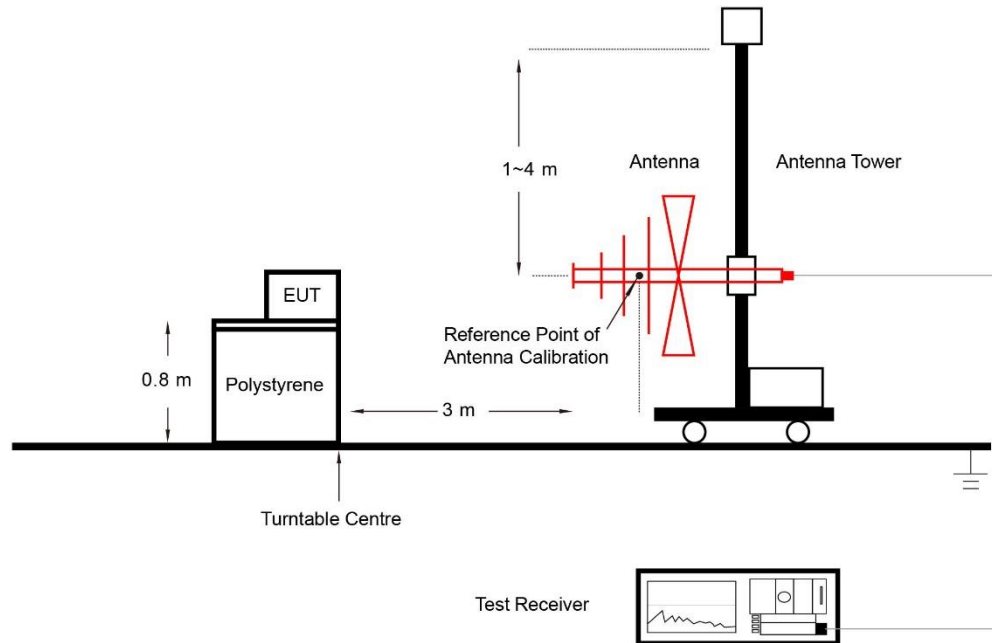 1~4 m
Antenna
Antenna Tower
EUT
Reference Point of
Antenna Calibration
0.8 m
Polystyrene
3 m
Turntable Centre
Test Receiver